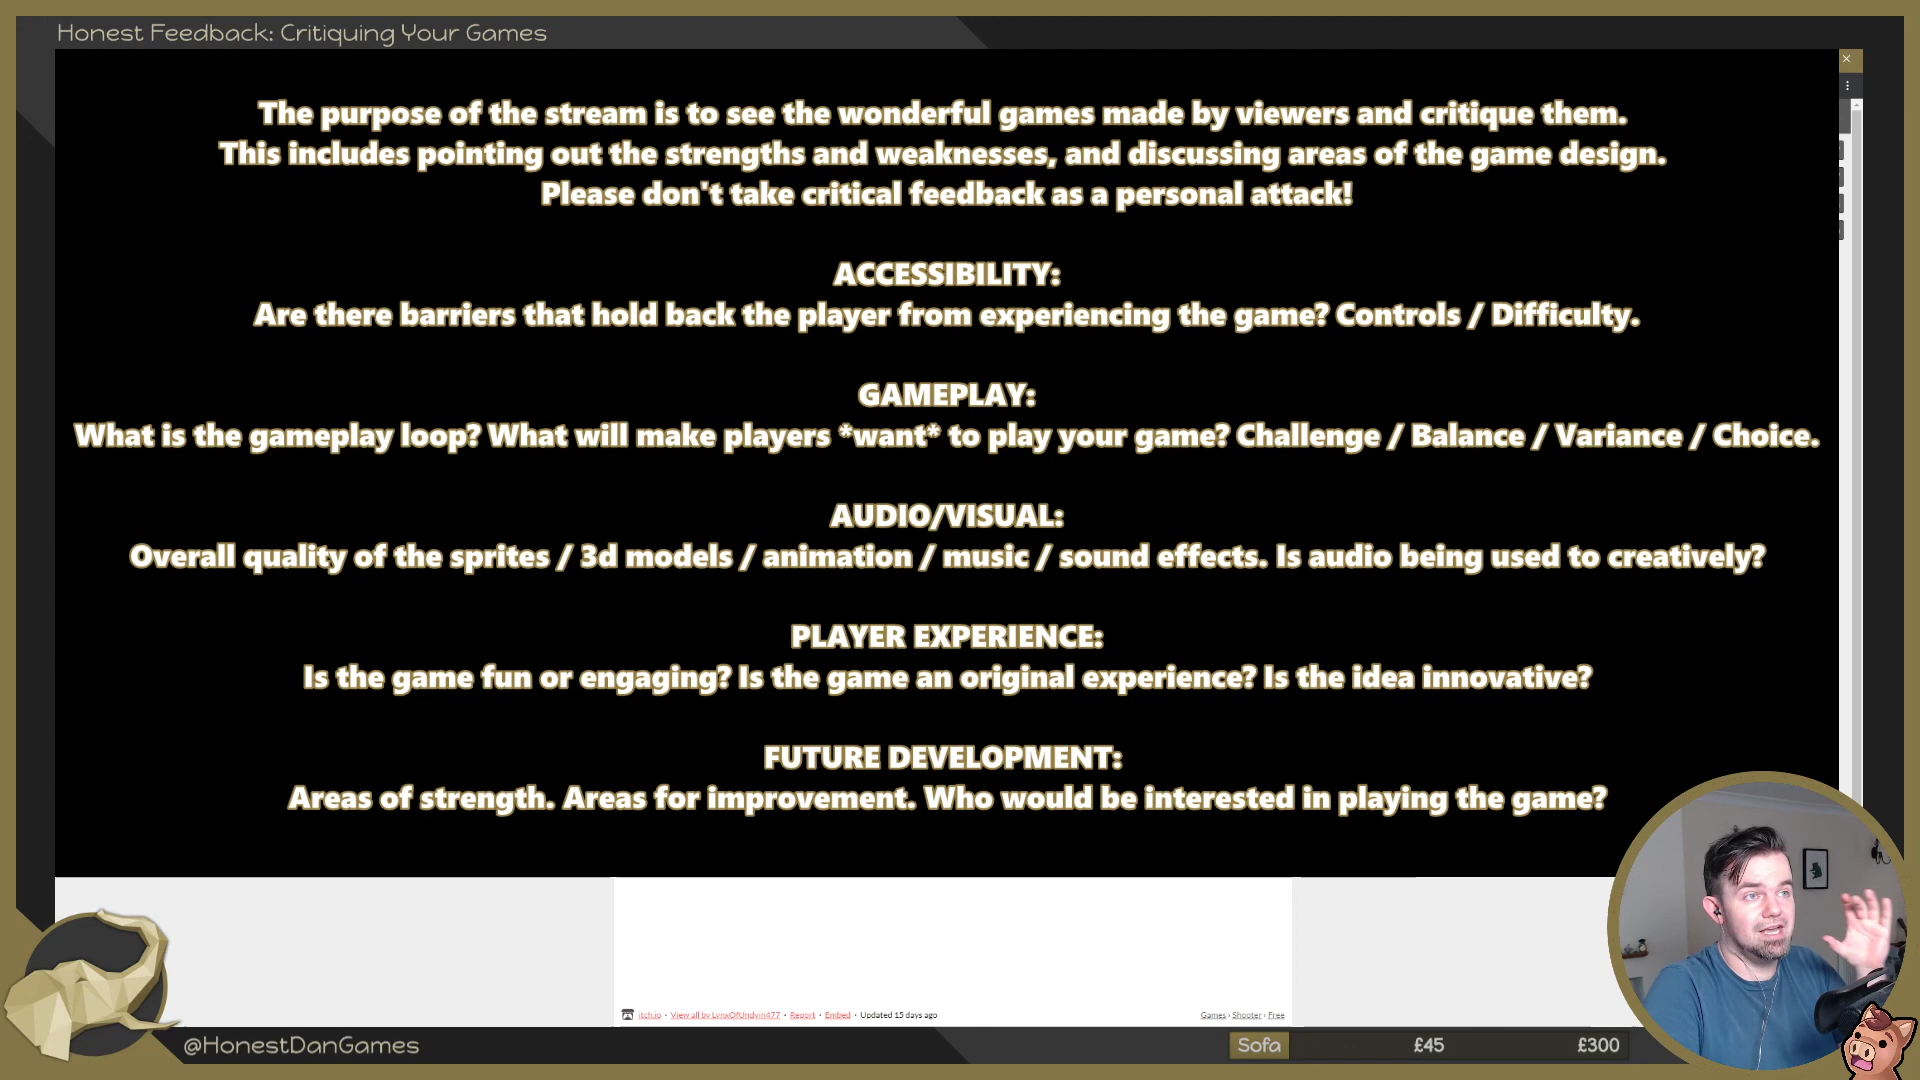 Honest Feedback: Critiquing Your Games
The purpose of the stream is to see the wonderful games made by viewers and critique them.
This includes pointing out the strengths and weaknesses, and discussing areas of the game design.
Please don't take critical feedback as a personal attack!
ACCESSIBILITY:
Are there barriers that hold back the player from experiencing the game? Controls / Difficulty.
GAMEPLAY:
What is the gameplay loop? What will make players *want* to play your game? Challenge / Balance / Variance / Choice.
AUDIO/VISUAL:
Overall quality of the sprites / 3d models / animation / music / sound effects. Is audio being used to creatively?
PLAYER EXPERIENCE:
Is the game fun or engaging? Is the game an original experience? Is the idea innovative?
FUTURE DEVELOPMENT:
Areas of strength. Areas for improvement. Who would be interested in playing the game?
itch.io · View all by LynxOfUndyin477 · Report · Embed · Updated 15 days ago
Games › Shooter › Free
@HonestDanGames
Sofa £45 £300